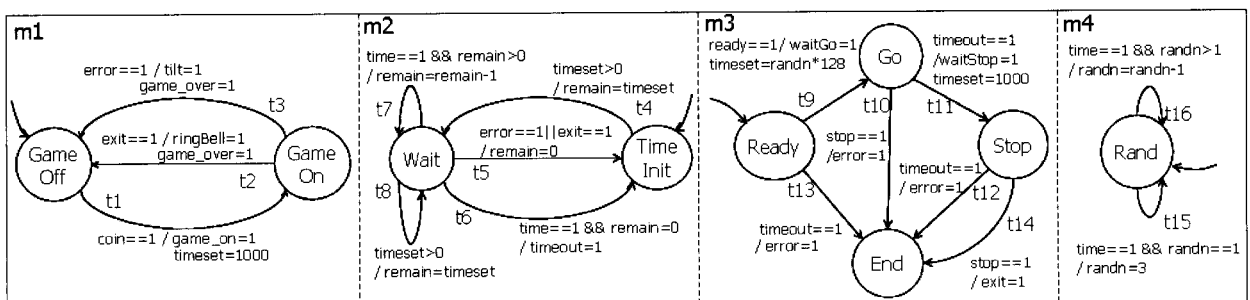 m1
error==1 / tilt=1
game_over=1
t3
exit==1 / ringBell=1
game_over=1
Game
Off
Game
On
t2
t1
coin==1 / game_on=1
timeset=1000
m2
time==1 && remain>0
/ remain=remain-1
timeset>0
/ remain=timeset
t7
t4
error==1||exit==1
/ remain=0
Wait
Time
Init
t5
t8
t6
time==1 && remain=0
/ timeout=1
timeset>0
/ remain=timeset
m3
ready==1/ waitGo=1
timeset=randn*128
Go
timeout==1
/waitStop=1
timeset=1000
t9
t10
t11
stop==1
/error=1
Ready
Stop
timeout==1
/ error=1
t13
t12
t14
timeout==1
/ error=1
End
stop==1
/ exit=1
m4
time==1 && randn>1
/ randn=randn-1
t16
Rand
t15
time==1 && randn==1
/ randn=3